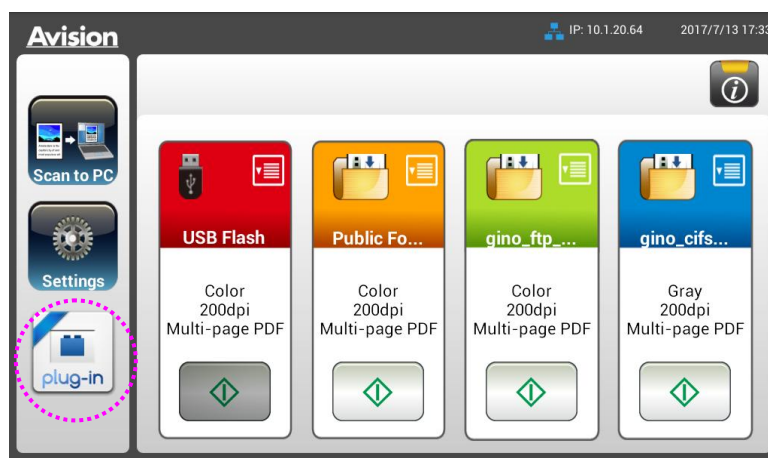 Avision
IP: 10.1.20.64 2017/7/13 17:33
Scan to PC
Settings
plug-in
USB Flash
Color
200dpi
Multi-page PDF
Public Fo...
Color
200dpi
Multi-page PDF
gino_ftp_...
Color
200dpi
Multi-page PDF
gino_cifs...
Gray
200dpi
Multi-page PDF